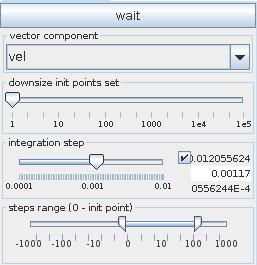 wait
vector component
vel
downsize init points set
1 10 100 1000 1e4 1e5
integration step
0.012055624
0.00117
0556244E-4
0.0001 0.001 0.01
steps range (0 - init point)
-1000 -100 -10 0 10 100 1000